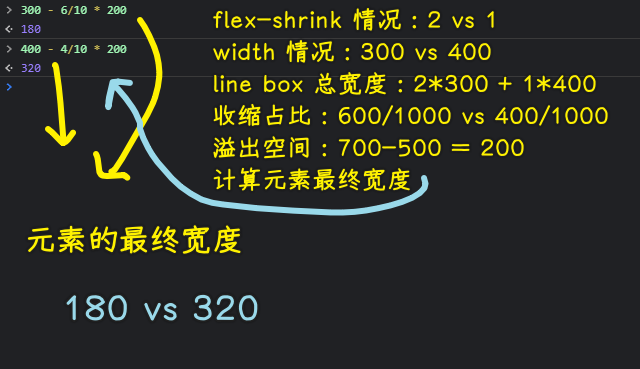 300 - 6/10 * 200
180
400 - 4/10 * 200
320
flex-shrink 情况：2 vs 1
width 情况：300 vs 400
line box 总宽度：2*300 + 1*400
收缩占比：600/1000 vs 400/1000
溢出空间：700-500 = 200
计算元素最终宽度
元素的最终宽度
180 vs 320